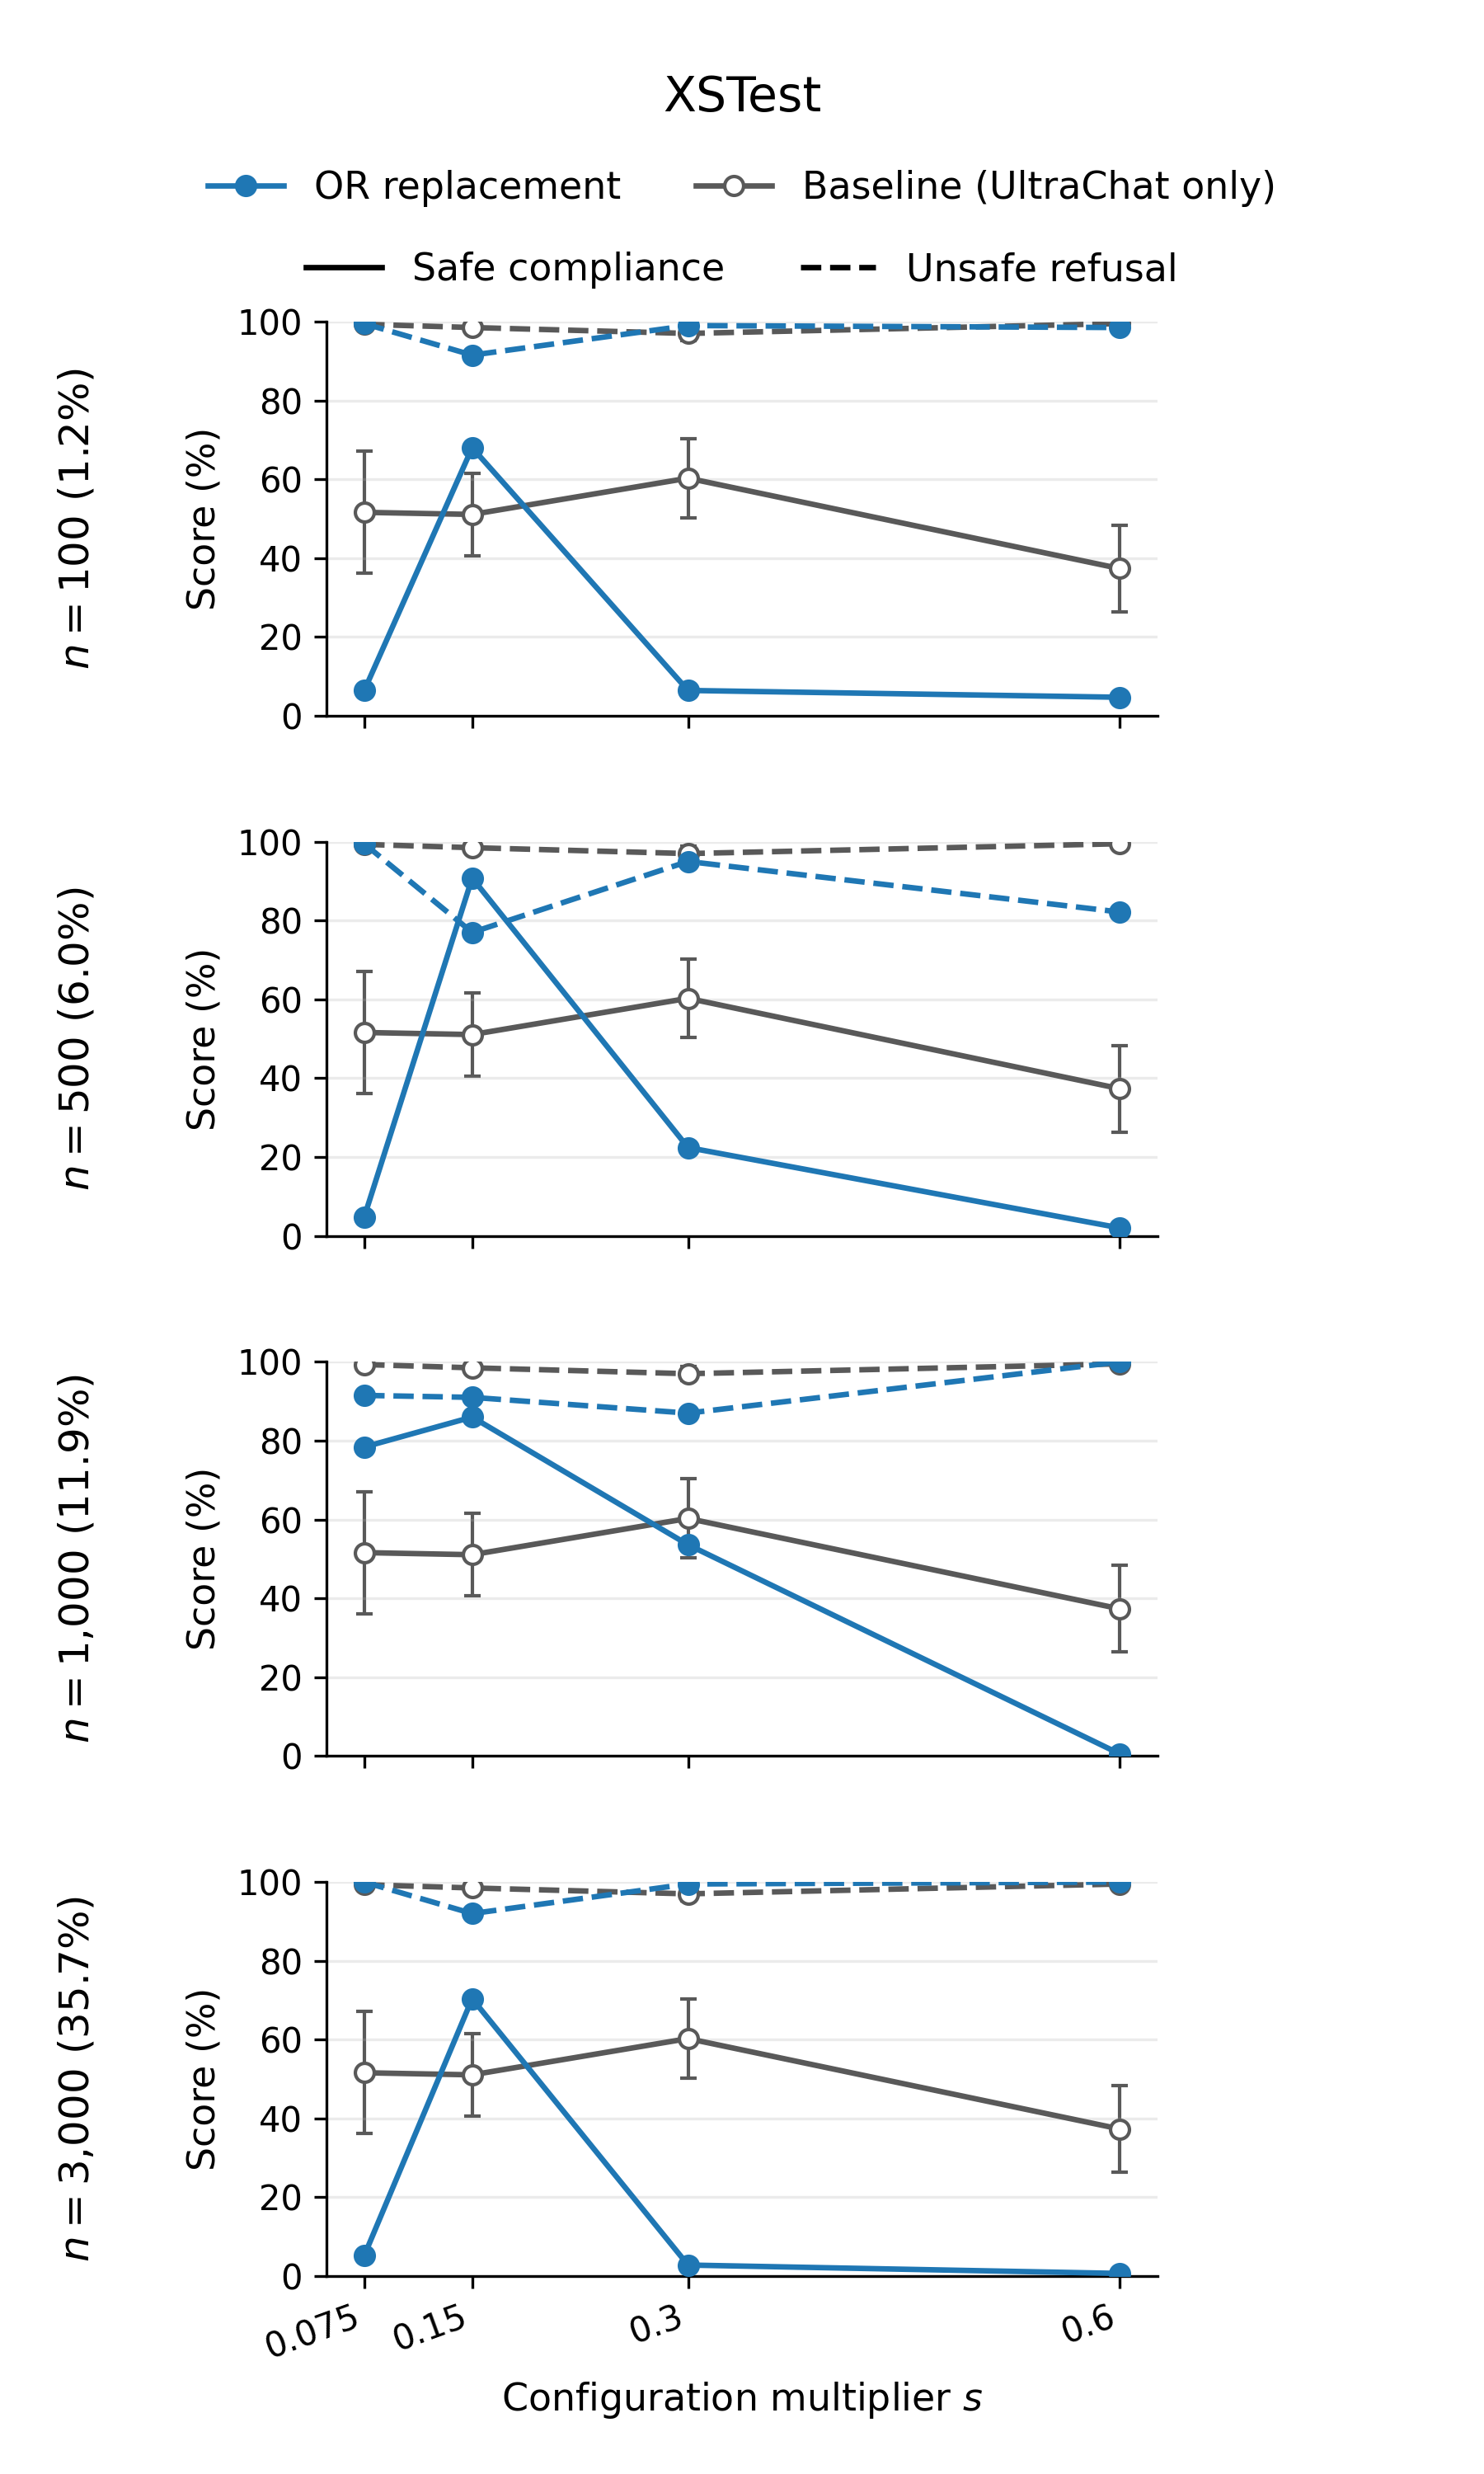 XSTest
OR replacement
Baseline (UltraChat only)
Safe compliance
Unsafe refusal
n = 100 (1.2%)
Score (%)
100
80
60
40
20
0
n = 500 (6.0%)
Score (%)
100
80
60
40
20
0
n = 1,000 (11.9%)
Score (%)
100
80
60
40
20
0
n = 3,000 (35.7%)
Score (%)
100
80
60
40
20
0
0.075
0.15
0.3
0.6
Configuration multiplier s